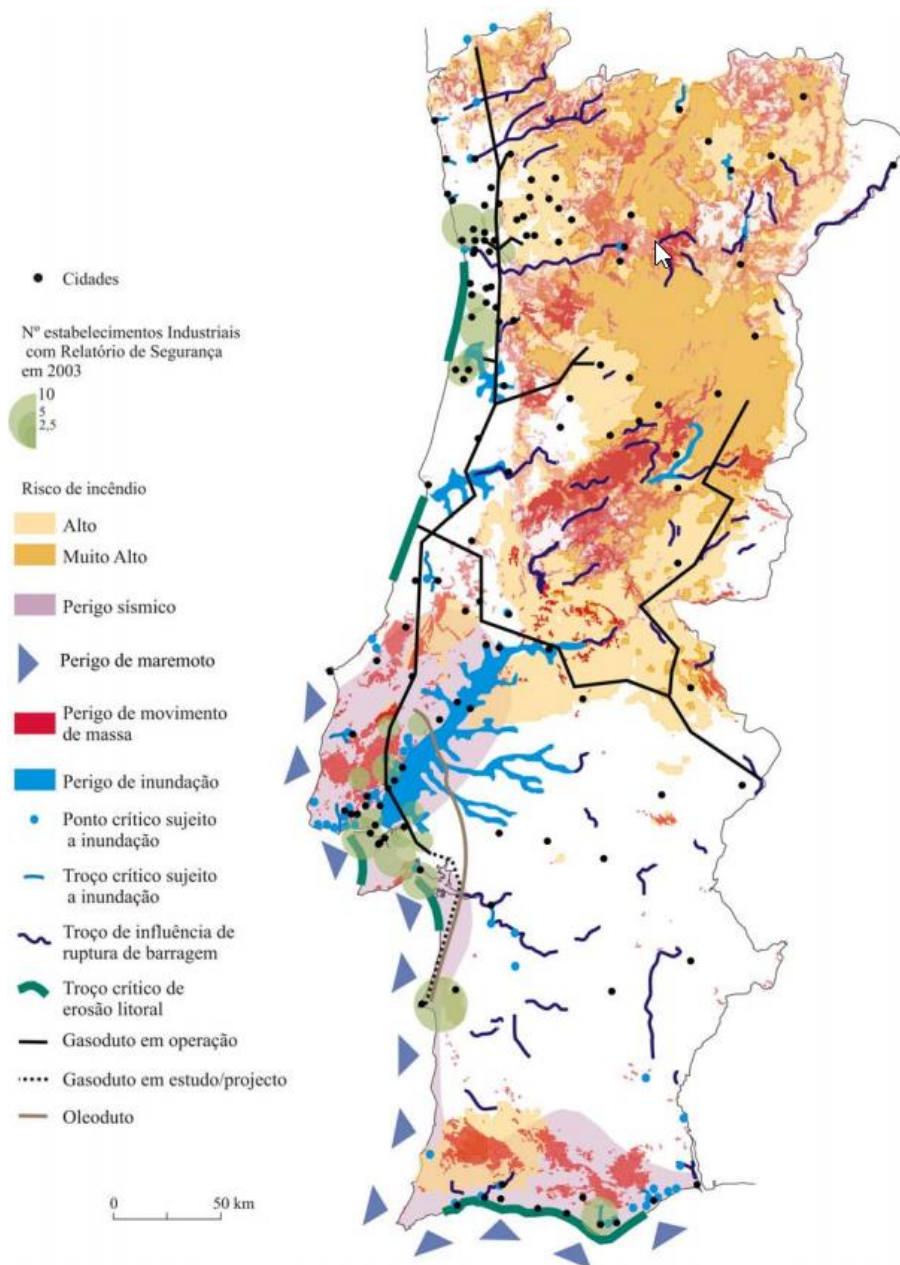 Cidades
Nº estabelecimentos Industriais
com Relatório de Segurança
em 2003
10
5
2,5
Risco de incêndio
Alto
Muito Alto
Perigo sísmico
Perigo de maremoto
Perigo de movimento
de massa
Perigo de inundação
Ponto crítico sujeito
a inundação
Troço crítico sujeito
a inundação
Troço de influência de
ruptura de barragem
Troço crítico de
erosão litoral
Gasoduto em operação
Gasoduto em estudo/projecto
Oleoduto
0 50 km